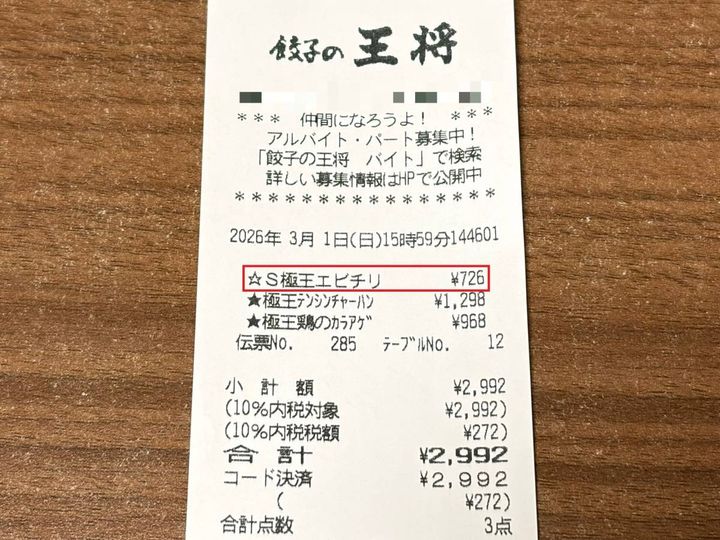 餃子の 王将
*** 仲間になろうよ! ***
アルバイト・パート募集中!
「餃子の王将 バイト」で検索
詳しい募集情報はHPで公開中
****************
2026年 3月 1日(日)15時59分144601
☆S極王エビチリ ¥726
★極王テンシンチャーハン ¥1,298
★極王鶏のカラアゲ ¥968
伝票No. 285 テーブルNo. 12
小 計 額 ¥2,992
(10%内税対象 ¥2,992)
(10%内税税額 ¥272)
合 計 ¥2,992
コード決済 ¥2,992
( ¥272)
合計点数 3点